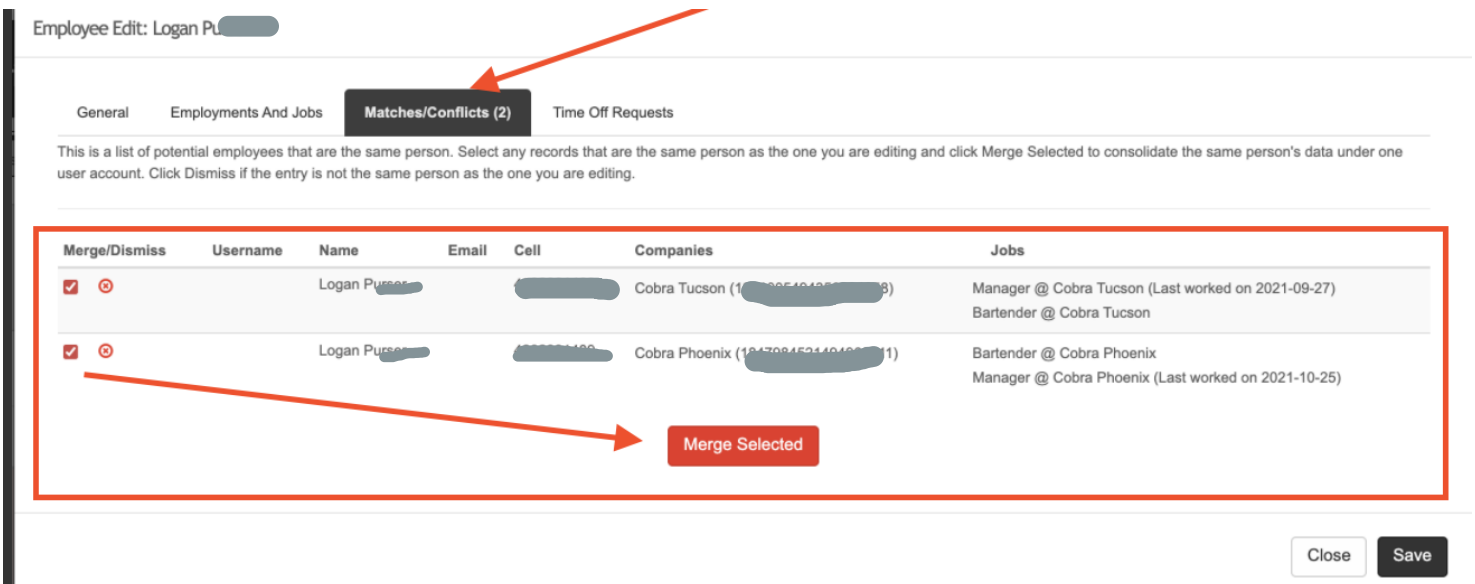 Employee Edit: Logan
General Employments And Jobs Matches/Conflicts (2) Time Off Requests
This is a list of potential employees that are the same person. Select any records that are the same person as the one you are editing and click Merge Selected to consolidate the same person's data under one
user account. Click Dismiss if the entry is not the same person as the one you are editing.
Merge/Dismiss Username Name Email Cell Companies Jobs
Logan Cobra Tucson Manager @ Cobra Tucson (Last worked on 2021-09-27)
Bartender @ Cobra Tucson
Logan Cobra Phoenix Bartender @ Cobra Phoenix
Manager @ Cobra Phoenix (Last worked on 2021-10-25)
Merge Selected
Close Save